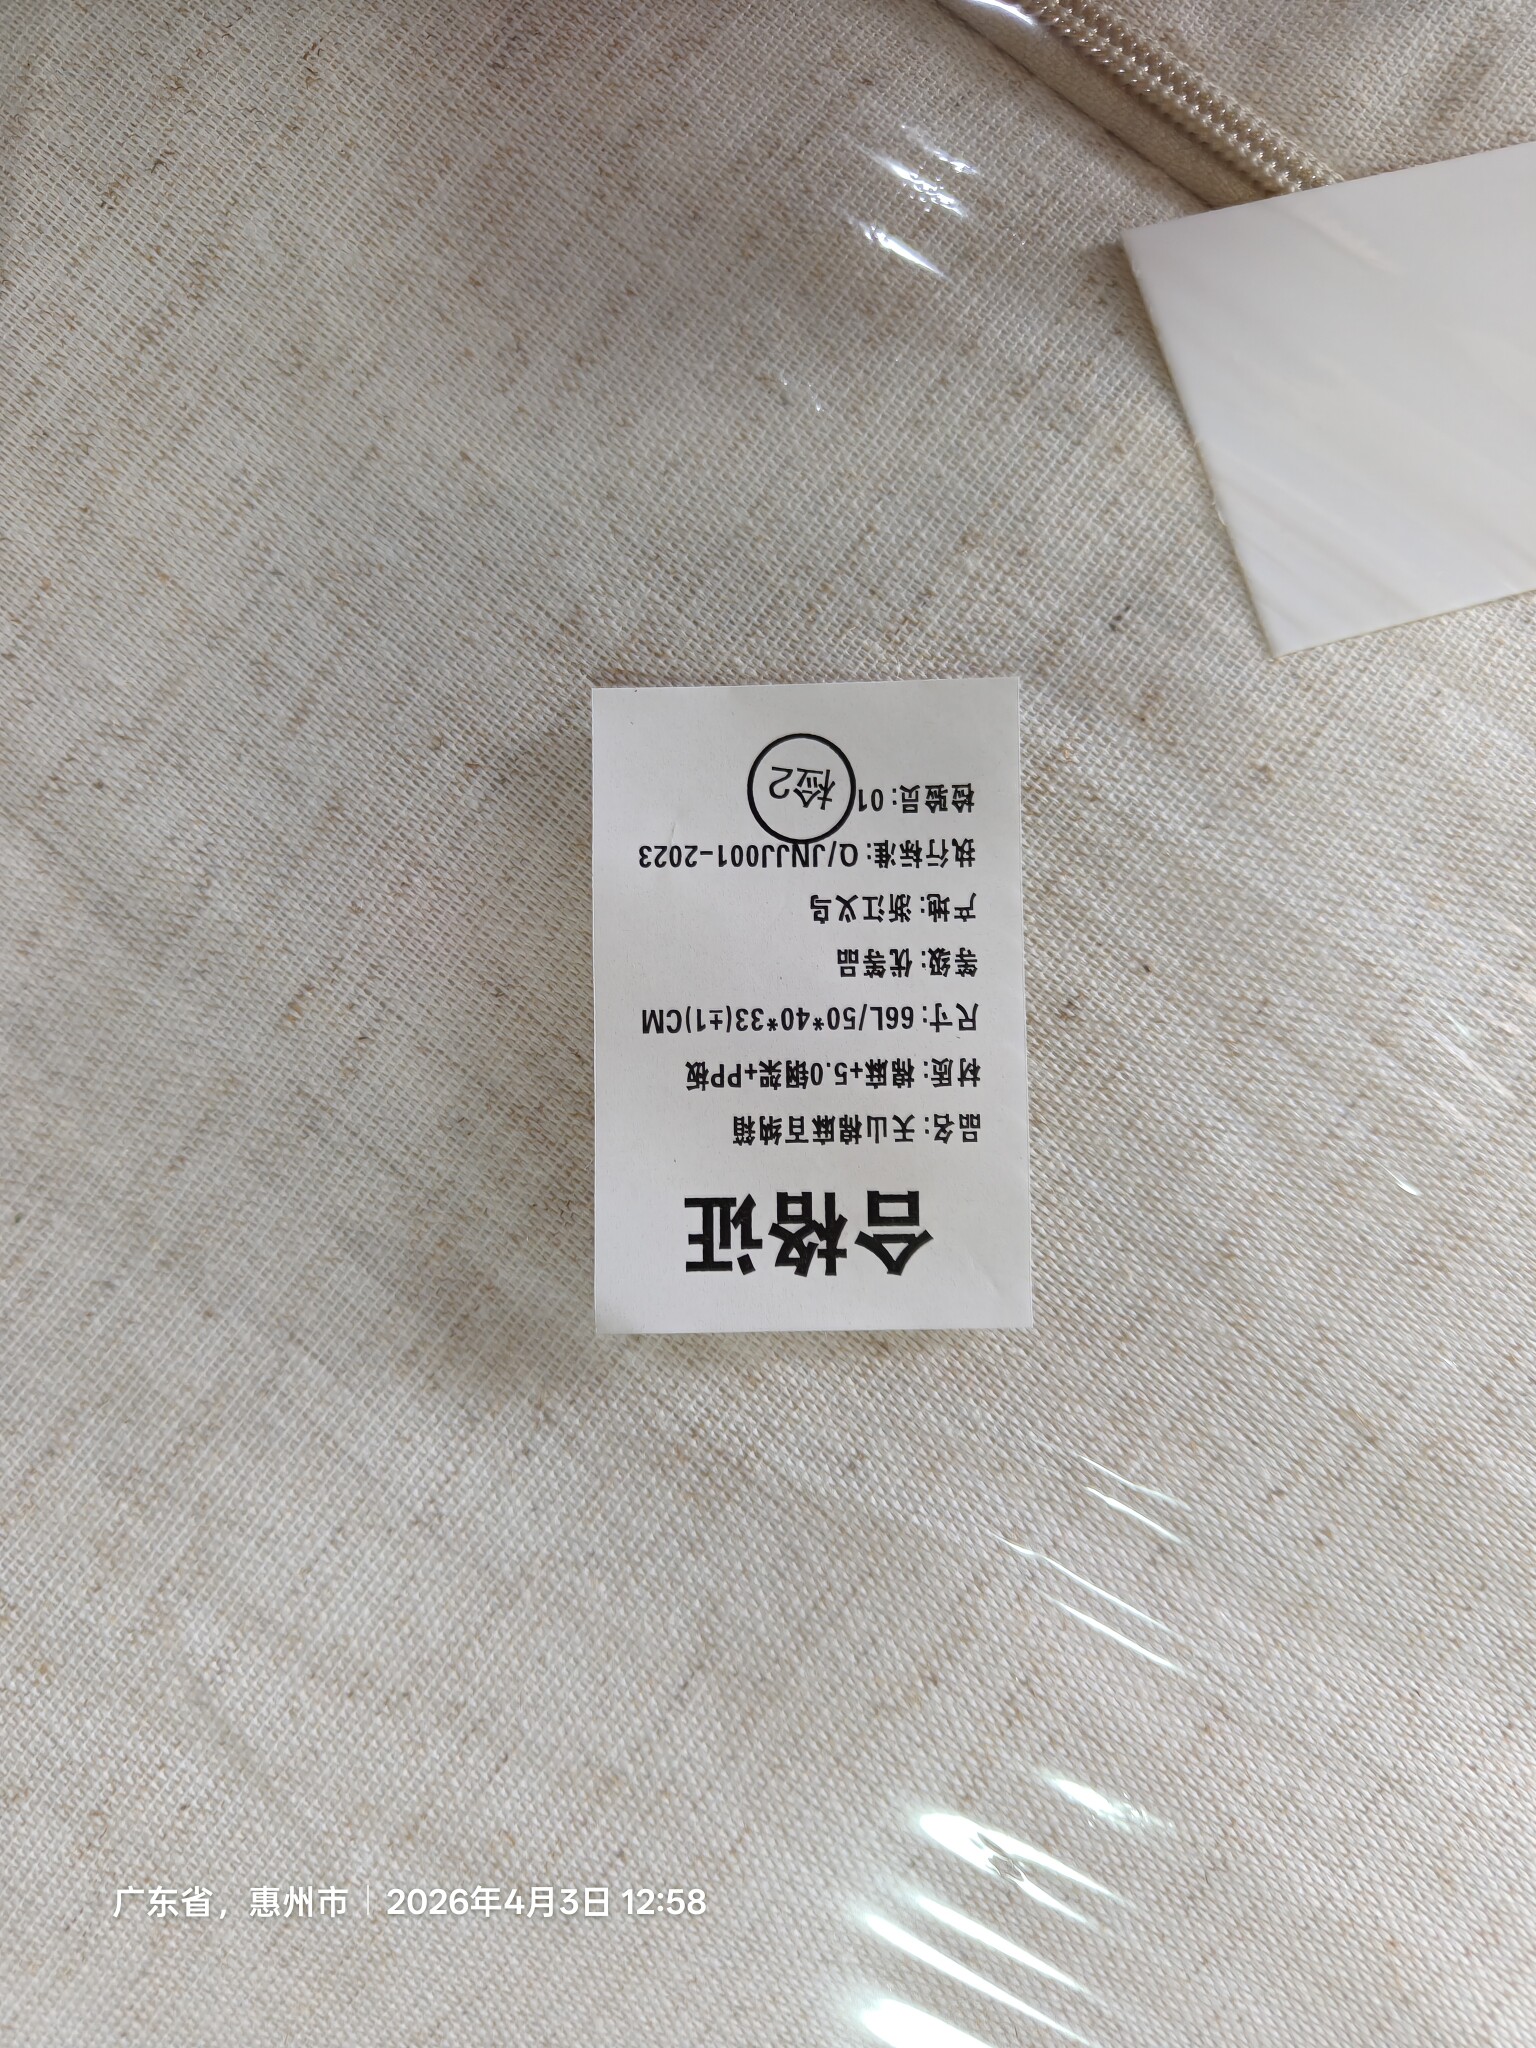 合格证
品名：天山棉麻百纳箱
材质：棉麻+5.0钢架+PP板
尺寸：66L/50*40*33(±1)CM
等级：优等品
产地：浙江义乌
执行标准：Q/JNJJ001-2023
检验员：01
检2
广东省，惠州市｜2026年4月3日 12:58